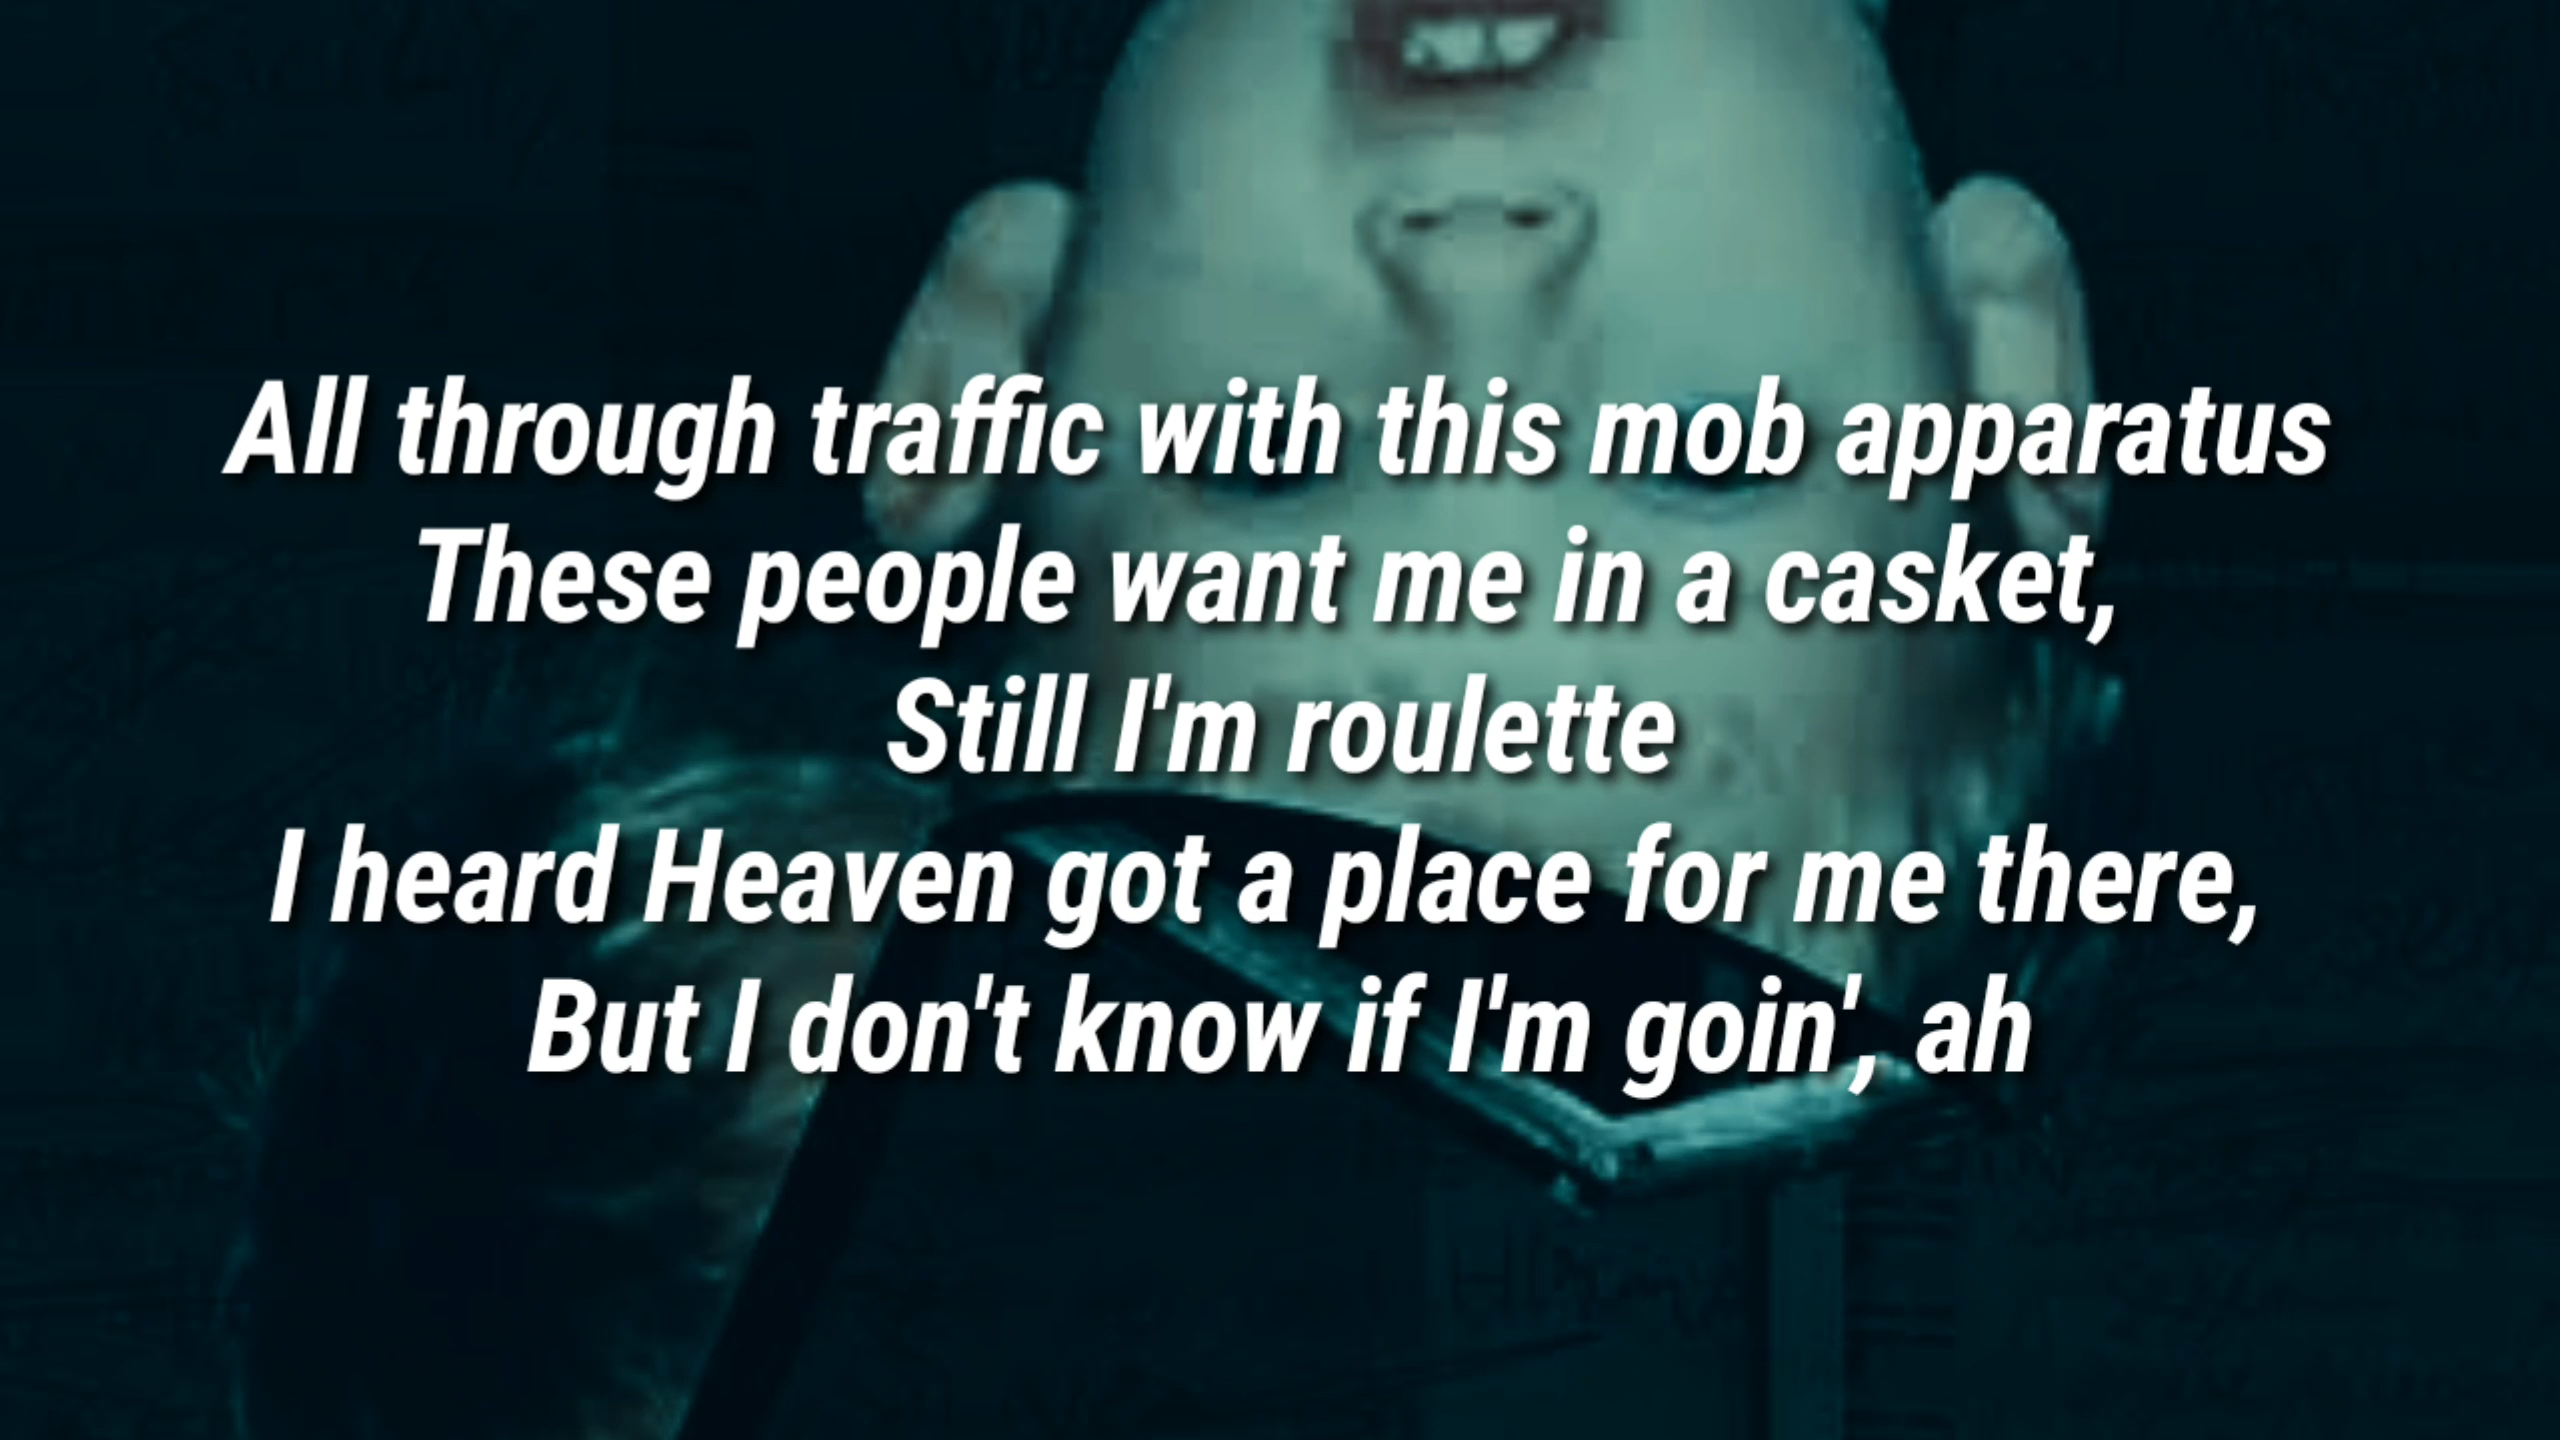 All through traffic with this mob apparatus
These people want me in a casket,
Still I'm roulette
I heard Heaven got a place for me there,
But I don't know if I'm goin', ah